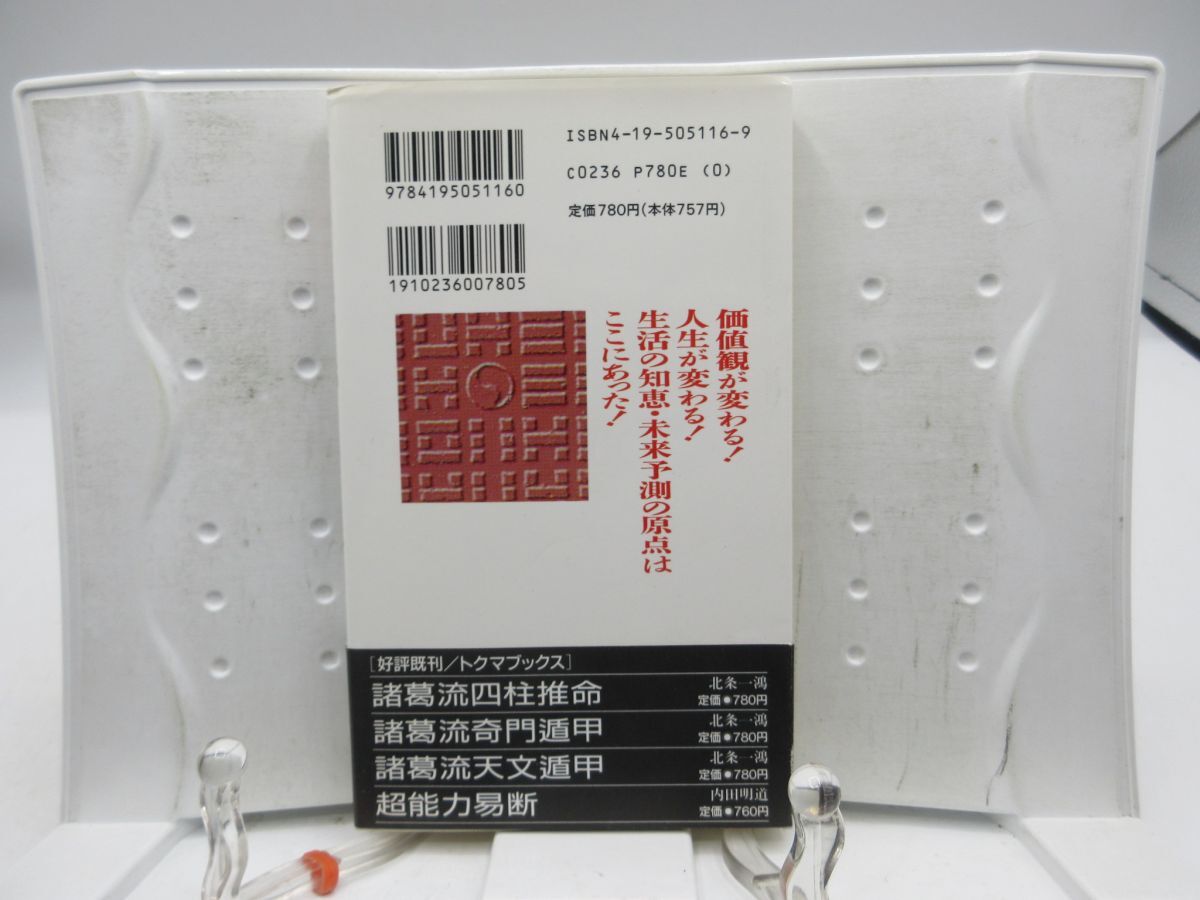 ISBN4-19-505116-9
C0236 P780E (0)
定価780円(本体757円)
9784195051160
1910236007805
価値観が変わる!
人生が変わる!
生活の知恵・未来予測の原点は
ここにあった!
[好評既刊/トクマブックス]
諸葛流四柱推命 北条一鴻 定価●780円
諸葛流奇門遁甲 北条一鴻 定価●780円
諸葛流天文遁甲 北条一鴻 定価●780円
超能力易断 内田明道 定価●760円